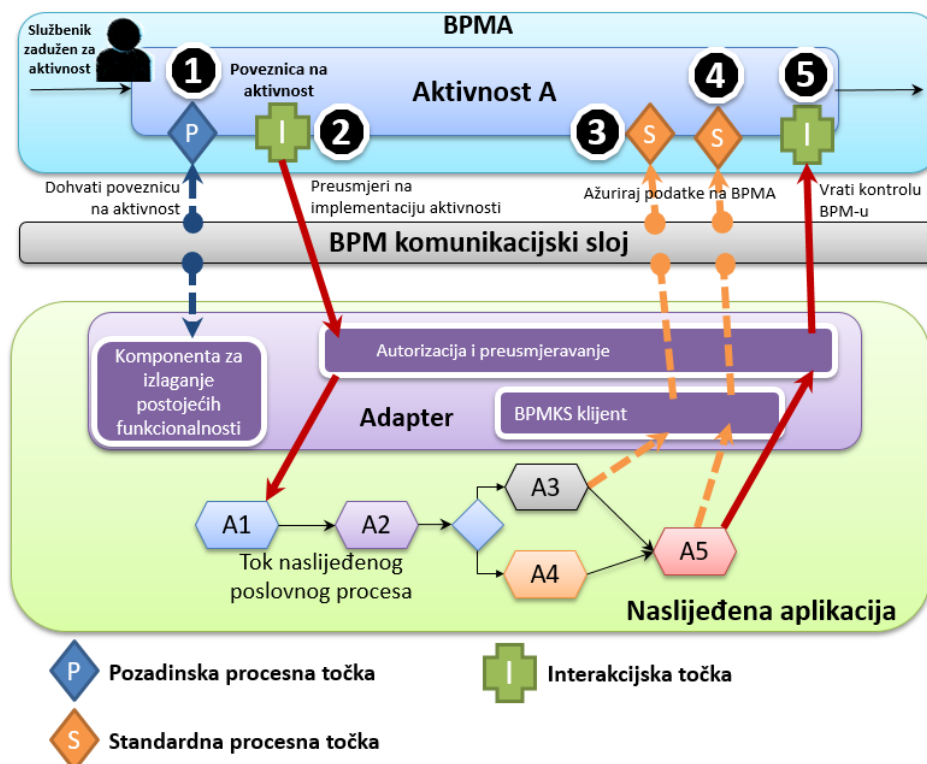 BPMA
Službenik
zadužen za
aktivnost
1
Poveznica na
aktivnost
Aktivnost A
4
5
P
I
2
3
S
S
I
Dohvati poveznicu
na aktivnost
Preusmjeri na
implementaciju aktivnosti
Ažuriraj podatke na BPMA
Vrati kontrolu
BPM-u
BPM komunikacijski sloj
Komponenta za
izlaganje
postojećih
funkcionalnosti
Autorizacija i preusmjeravanje
Adapter
BPMKS klijent
A1
A2
A3
A4
A5
Tok naslijeđenog
poslovnog procesa
Naslijeđena aplikacija
P
Pozadinska procesna točka
I
Interakcijska točka
S
Standardna procesna točka